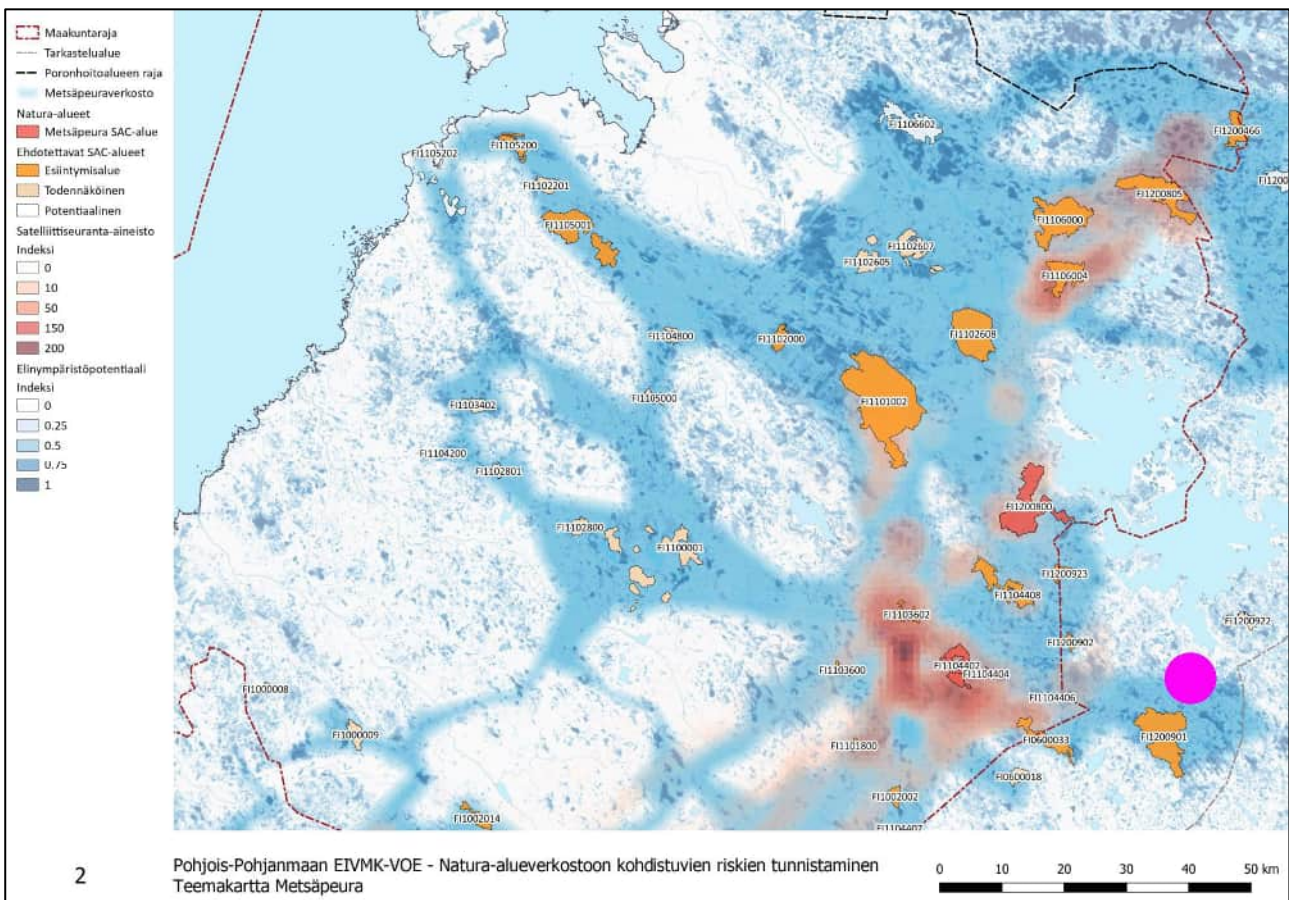 Maakuntaraja
Tarkastelualue
Poronhoitoalueen raja
Metsäpeuraverkosto
Natura-alueet
Metsäpeura SAC-alue
Ehdotettavat SAC-alueet
Esiintymisalue
Todennäköinen
Potentiaalinen
Satelliittiseuranta-aineisto
Indeksi
0
10
50
150
200
Elinympäristöpotentiaali
Indeksi
0
0.25
0.5
0.75
1
FI1106602
FI1200466
FI1105202
FI1105200
FI1200
FI1102201
FI1200805
FI1105001
FI1106000
FI1102607
FI1102605
FI1106004
FI1104800
FI1102000
FI1102608
FI1105000
FI1101002
FI1103402
FI1104200
FI1102801
FI1200800
FI1102800
FI1100001
FI1200923
FI1104408
FI1103602
FI1200922
FI1200902
FI1103600
FI1104402
FI1104404
FI1000008
FI1104406
FI1000009
FI1101800
FI0600033
FI1200901
FI0600018
FI1002002
FI1002014
FI1104407
2
Pohjois-Pohjanmaan EIVMK-VOE - Natura-alueverkostoon kohdistuvien riskien tunnistaminen
Teemakartta Metsäpeura
0 10 20 30 40 50 km